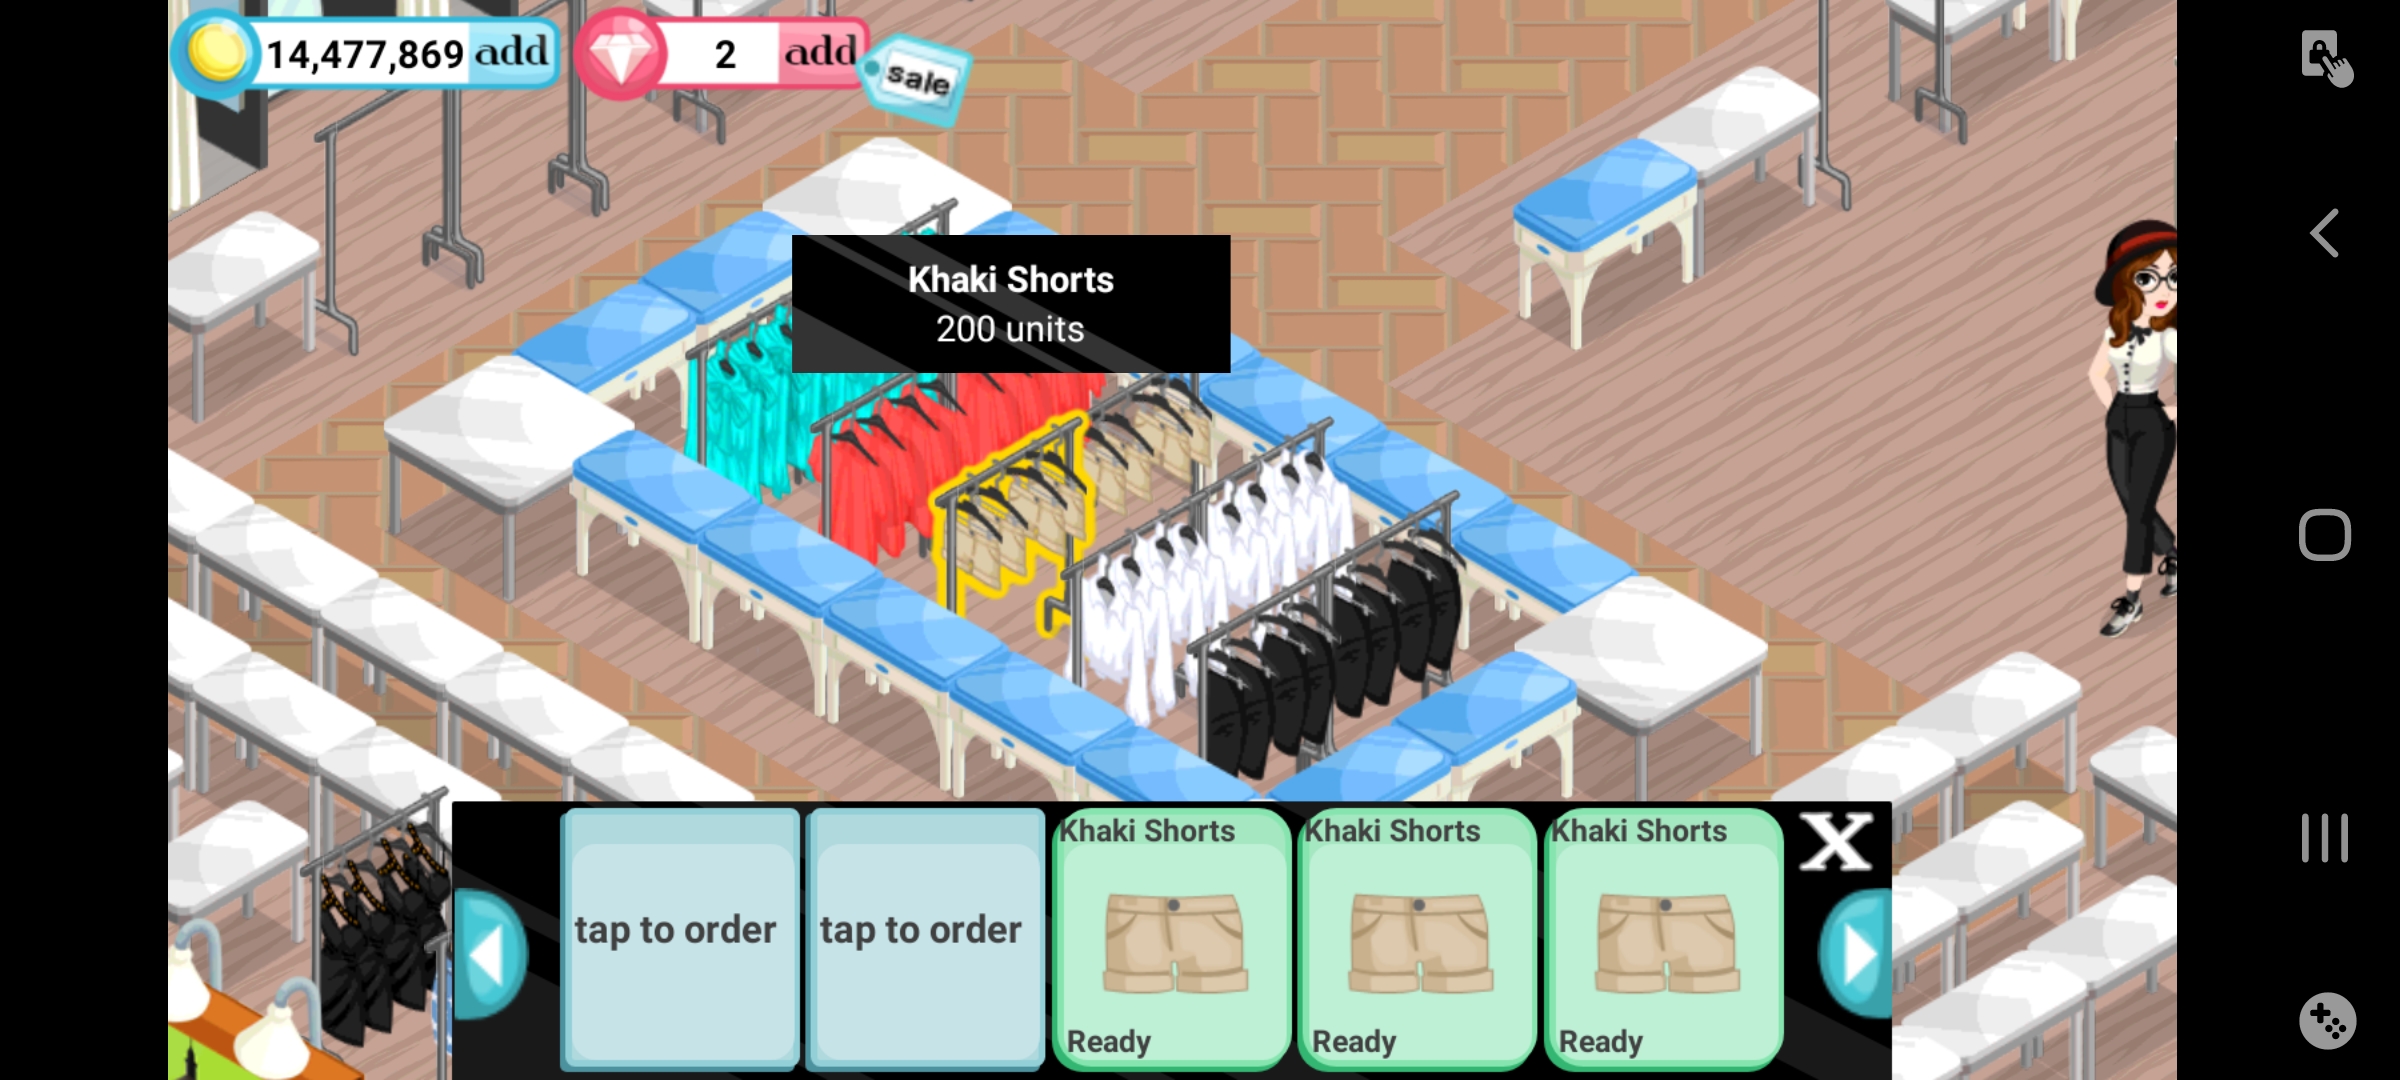 14,477,869 add
2 add
sale
Khaki Shorts
200 units
tap to order
tap to order
Khaki Shorts
Ready
Khaki Shorts
Ready
Khaki Shorts
Ready
X